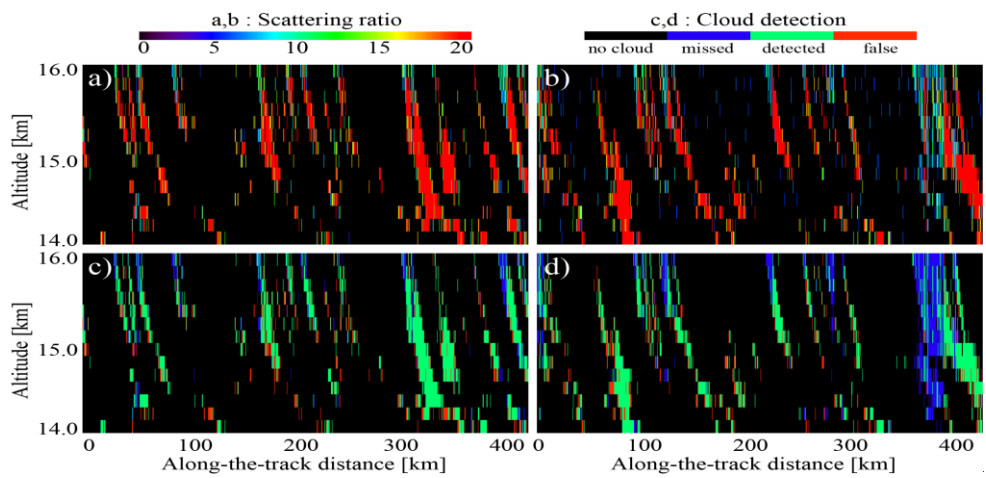 a,b : Scattering ratio
c,d : Cloud detection
0 5 10 15 20
no cloud missed detected false
16.0
15.0
14.0
Altitude [km]
a)
b)
16.0
15.0
14.0
Altitude [km]
c)
d)
0 100 200 300 400
0 100 200 300 400
Along-the-track distance [km]
Along-the-track distance [km]